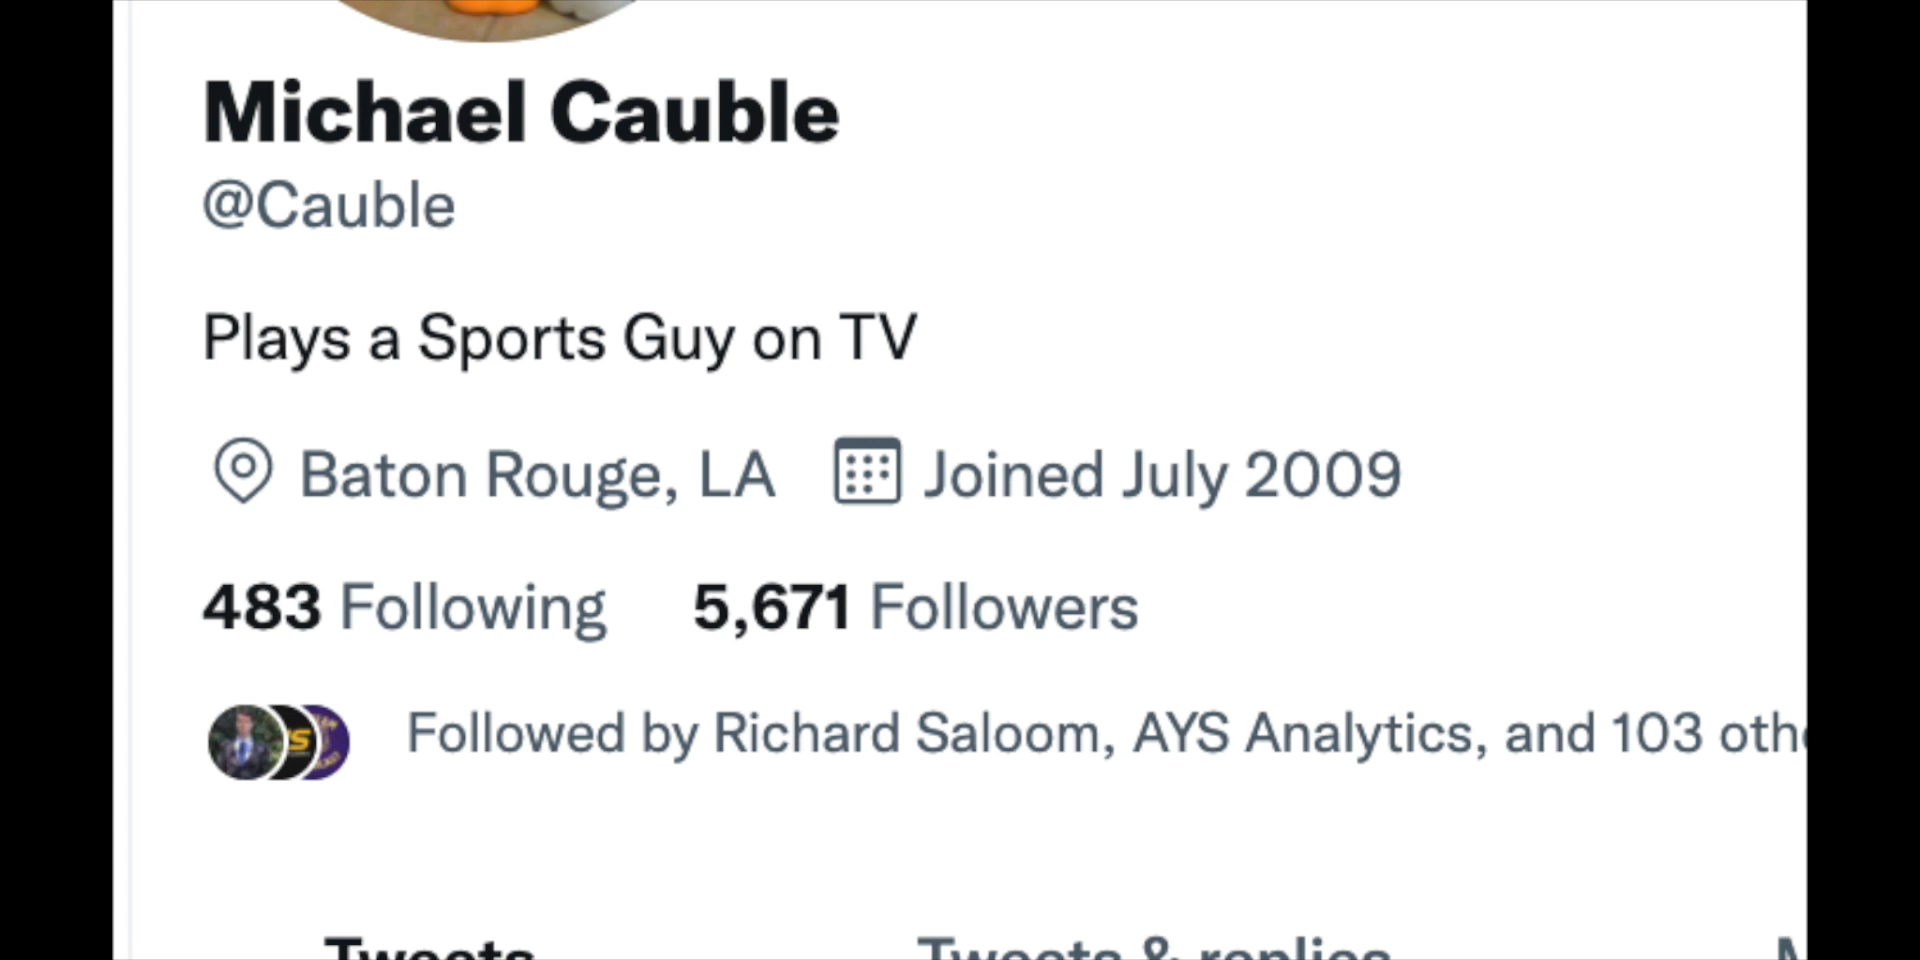 Michael Cauble
@Cauble
Plays a Sports Guy on TV
Baton Rouge, LA Joined July 2009
483 Following 5,671 Followers
Followed by Richard Saloom, AYS Analytics, and 103
Tweets Tweets & replies